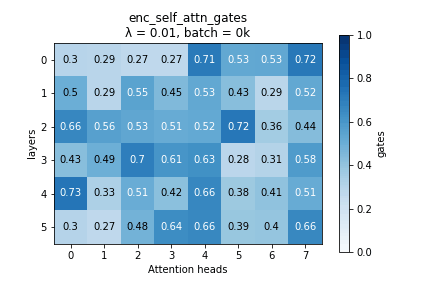 enc_self_attn_gates
λ = 0.01, batch = 0k
0 0.3 0.29 0.27 0.27 0.71 0.53 0.53 0.72
1 0.5 0.29 0.55 0.45 0.53 0.43 0.29 0.52
2 0.66 0.56 0.53 0.51 0.52 0.72 0.36 0.44
3 0.43 0.49 0.7 0.61 0.63 0.28 0.31 0.58
4 0.73 0.33 0.51 0.42 0.66 0.38 0.41 0.51
5 0.3 0.27 0.48 0.64 0.66 0.39 0.4 0.66
0 1 2 3 4 5 6 7
Attention heads
layers
1.0
0.8
0.6
0.4
0.2
0.0
gates